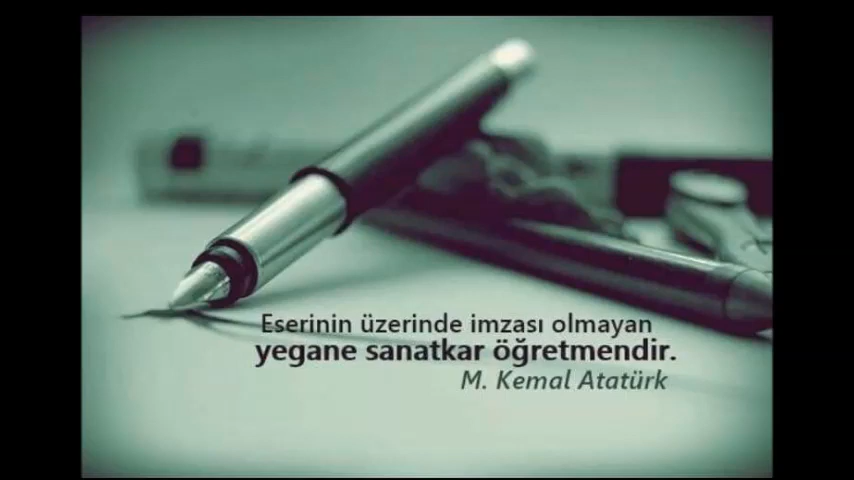 Eserinin üzerinde imzası olmayan
yegane sanatkar öğretmendir.
M. Kemal Atatürk